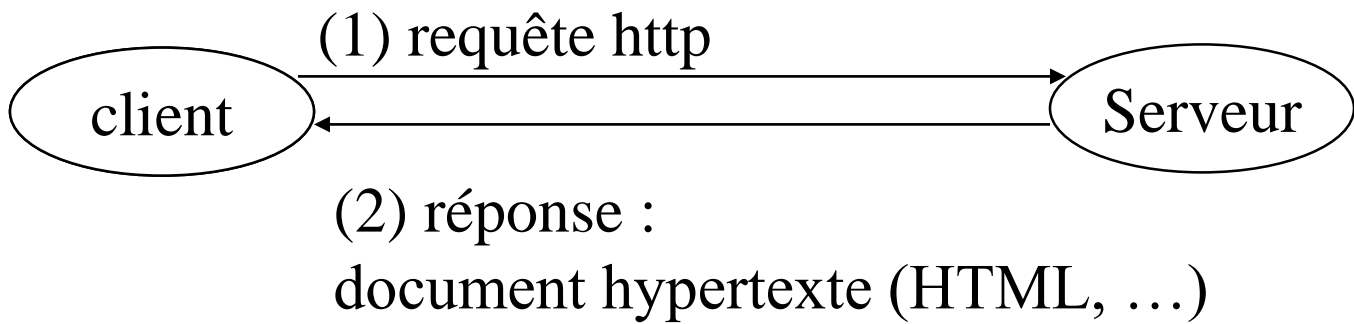 (1) requête http
client
Serveur
(2) réponse :
document hypertexte (HTML, …)